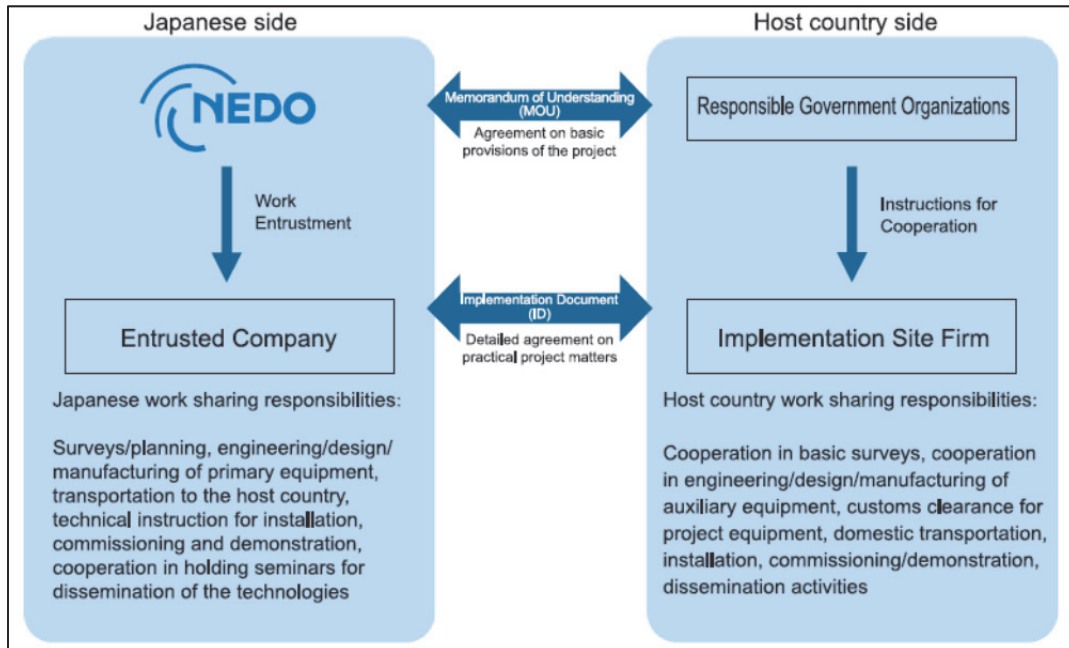 Japanese side
Host country side
NEDO
Memorandum of Understanding
(MOU)
Agreement on basic
provisions of the project
Responsible Government Organizations
Work
Entrustment
Instructions for
Cooperation
Implementation Document
(ID)
Detailed agreement on
practical project matters
Entrusted Company
Implementation Site Firm
Japanese work sharing responsibilities:
Surveys/planning, engineering/design/
manufacturing of primary equipment,
transportation to the host country,
technical instruction for installation,
commissioning and demonstration,
cooperation in holding seminars for
dissemination of the technologies
Host country work sharing responsibilities:
Cooperation in basic surveys, cooperation
in engineering/design/manufacturing of
auxiliary equipment, customs clearance for
project equipment, domestic transportation,
installation, commissioning/demonstration,
dissemination activities